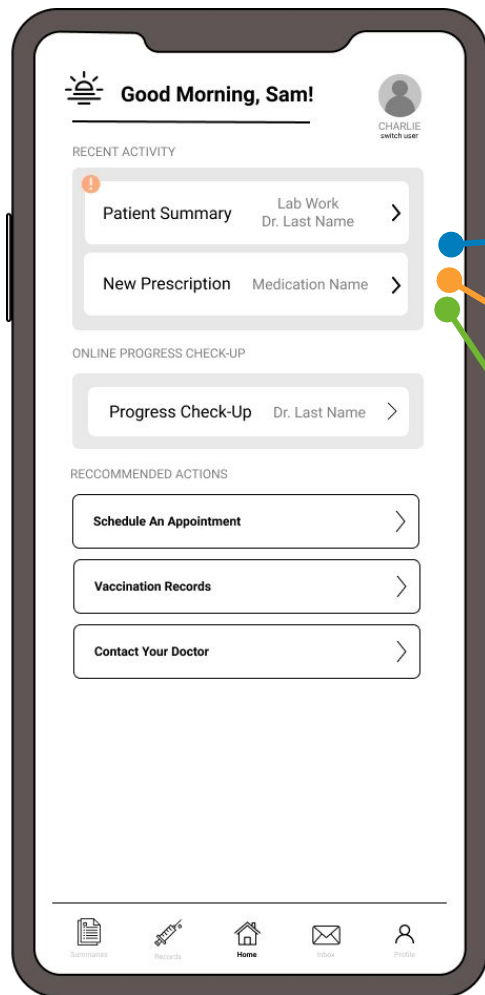 Good Morning, Sam!
CHARLIE
switch user
RECENT ACTIVITY
!
Patient Summary
Lab Work
Dr. Last Name
New Prescription Medication Name
ONLINE PROGRESS CHECK-UP
Progress Check-Up Dr. Last Name
RECCOMMENDED ACTIONS
Schedule An Appointment
Vaccination Records
Contact Your Doctor
Summaries Records Home Inbox Profile